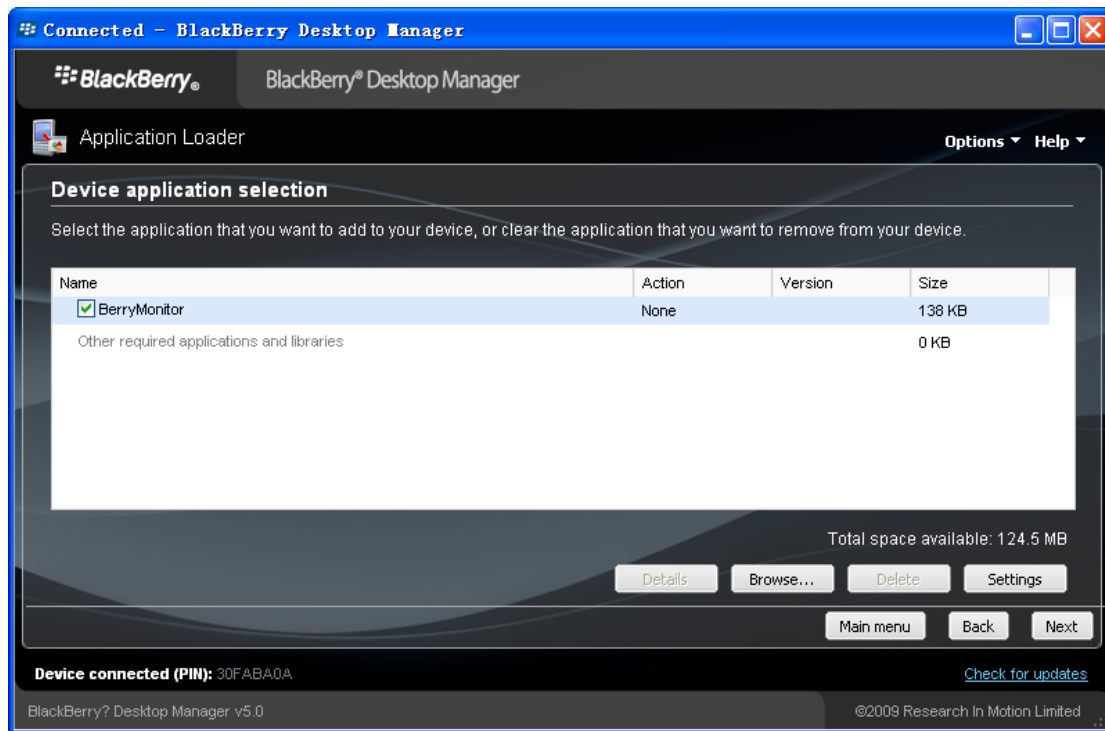 Connected - BlackBerry Desktop Manager
BlackBerry® BlackBerry® Desktop Manager
Application Loader
Options Help
Device application selection
Select the application that you want to add to your device, or clear the application that you want to remove from your device.
Name Action Version Size
BerryMonitor None 138 KB
Other required applications and libraries 0 KB
Total space available: 124.5 MB
Details Browse... Delete Settings
Main menu Back Next
Device connected (PIN): 30FABA0A Check for updates
BlackBerry? Desktop Manager v5.0 ©2009 Research In Motion Limited